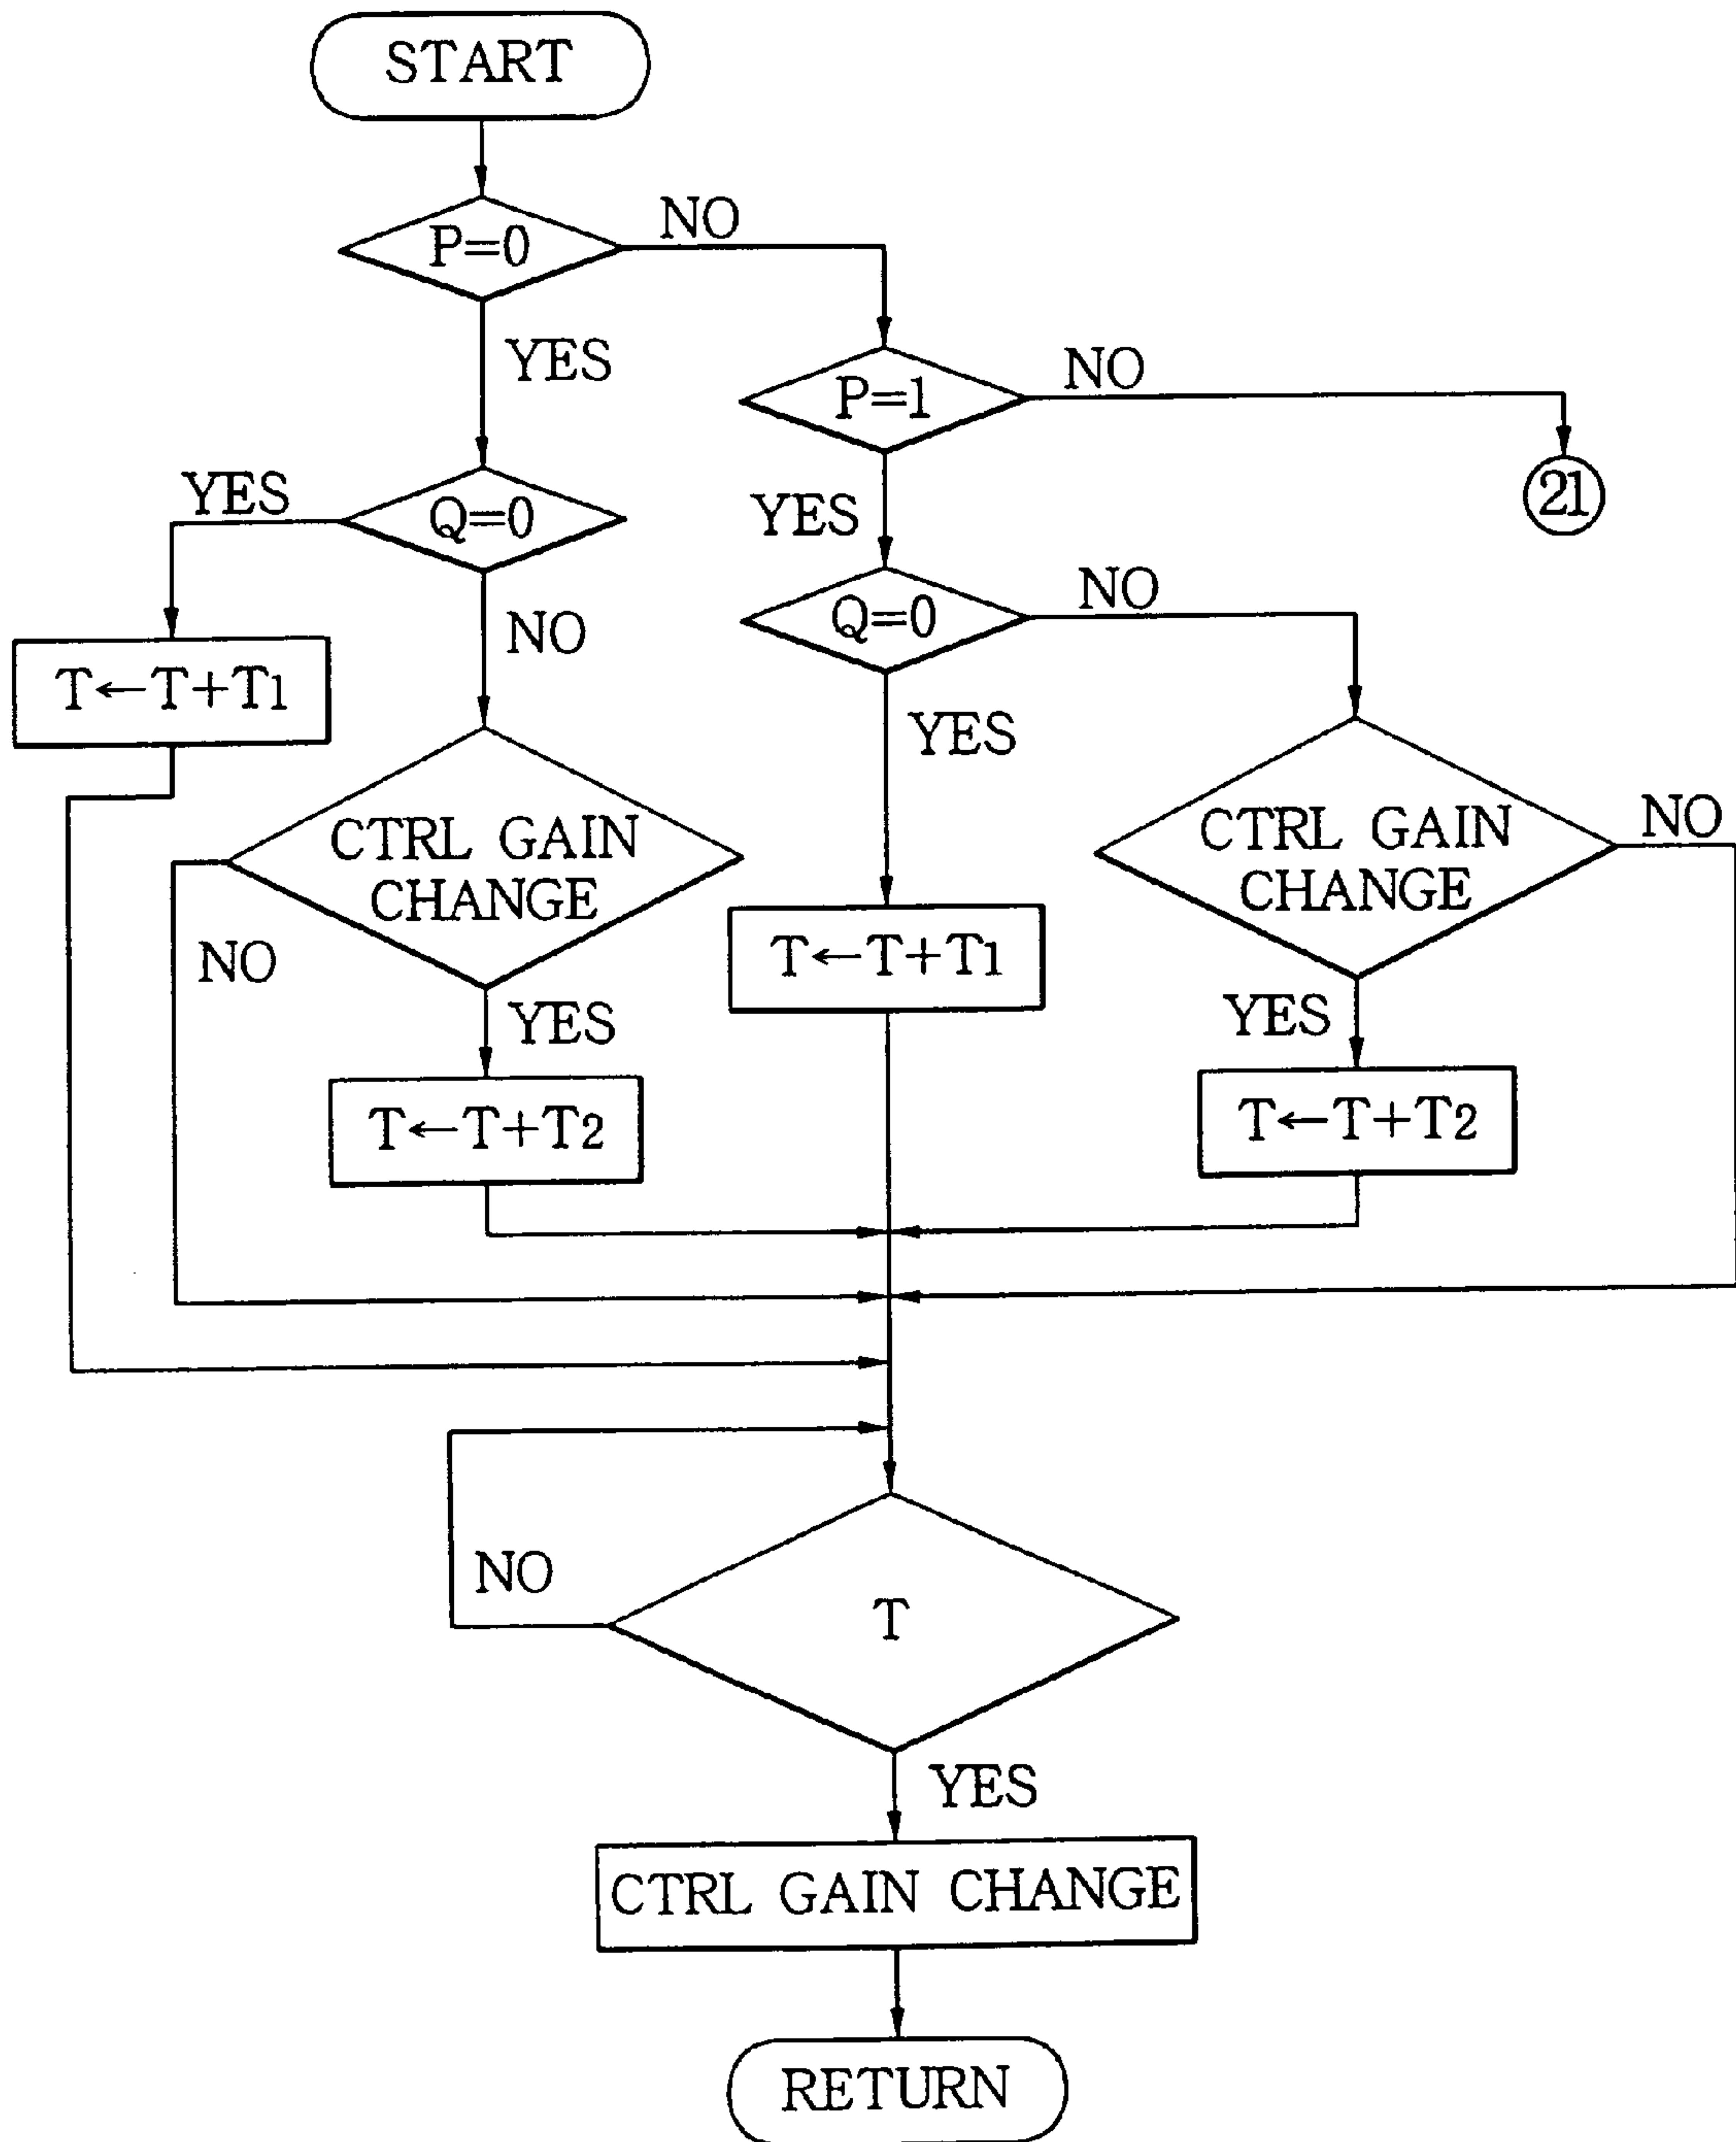 START
P=0
NO
YES
P=1
NO
21
YES
Q=0
YES
Q=0
NO
NO
T←T+T1
YES
CTRL GAIN
CHANGE
NO
CTRL GAIN
CHANGE
NO
T←T+T1
YES
YES
T←T+T2
T←T+T2
NO
T
YES
CTRL GAIN CHANGE
RETURN